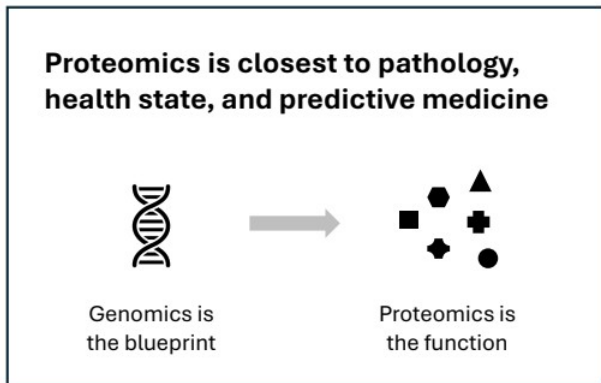 Proteomics is closest to pathology,
health state, and predictive medicine
Genomics is
the blueprint
Proteomics is
the function